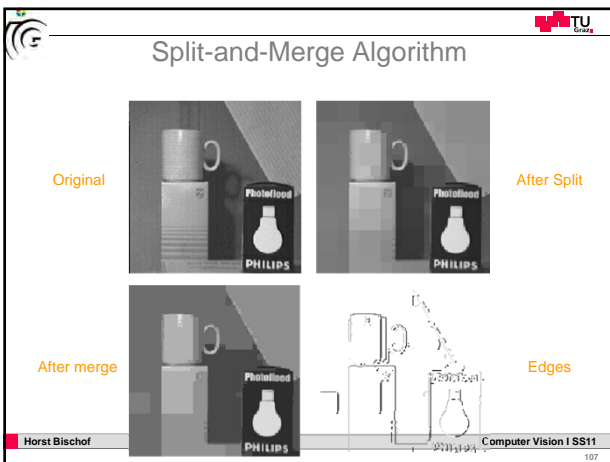 TU
Graz
Split-and-Merge Algorithm
Original
After Split
Photoflood
PHILIPS
Photoflood
PHILIPS
After merge
Edges
Photoflood
PHILIPS
PHILIPS
Horst Bischof
Computer Vision I SS11
107